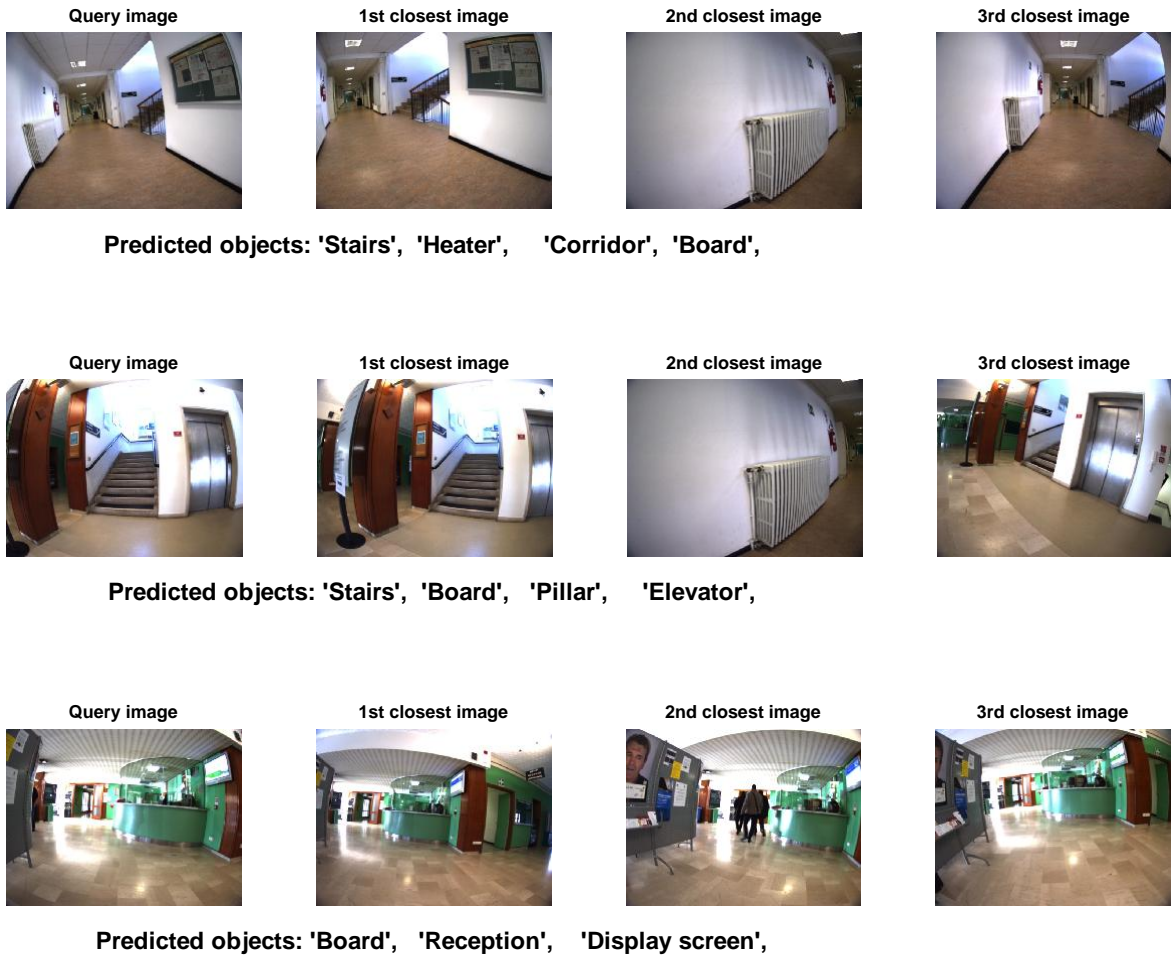 Query image 1st closest image 2nd closest image 3rd closest image
Predicted objects: 'Stairs', 'Heater', 'Corridor', 'Board',
Query image 1st closest image 2nd closest image 3rd closest image
Predicted objects: 'Stairs', 'Board', 'Pillar', 'Elevator',
Query image 1st closest image 2nd closest image 3rd closest image
Predicted objects: 'Board', 'Reception', 'Display screen',